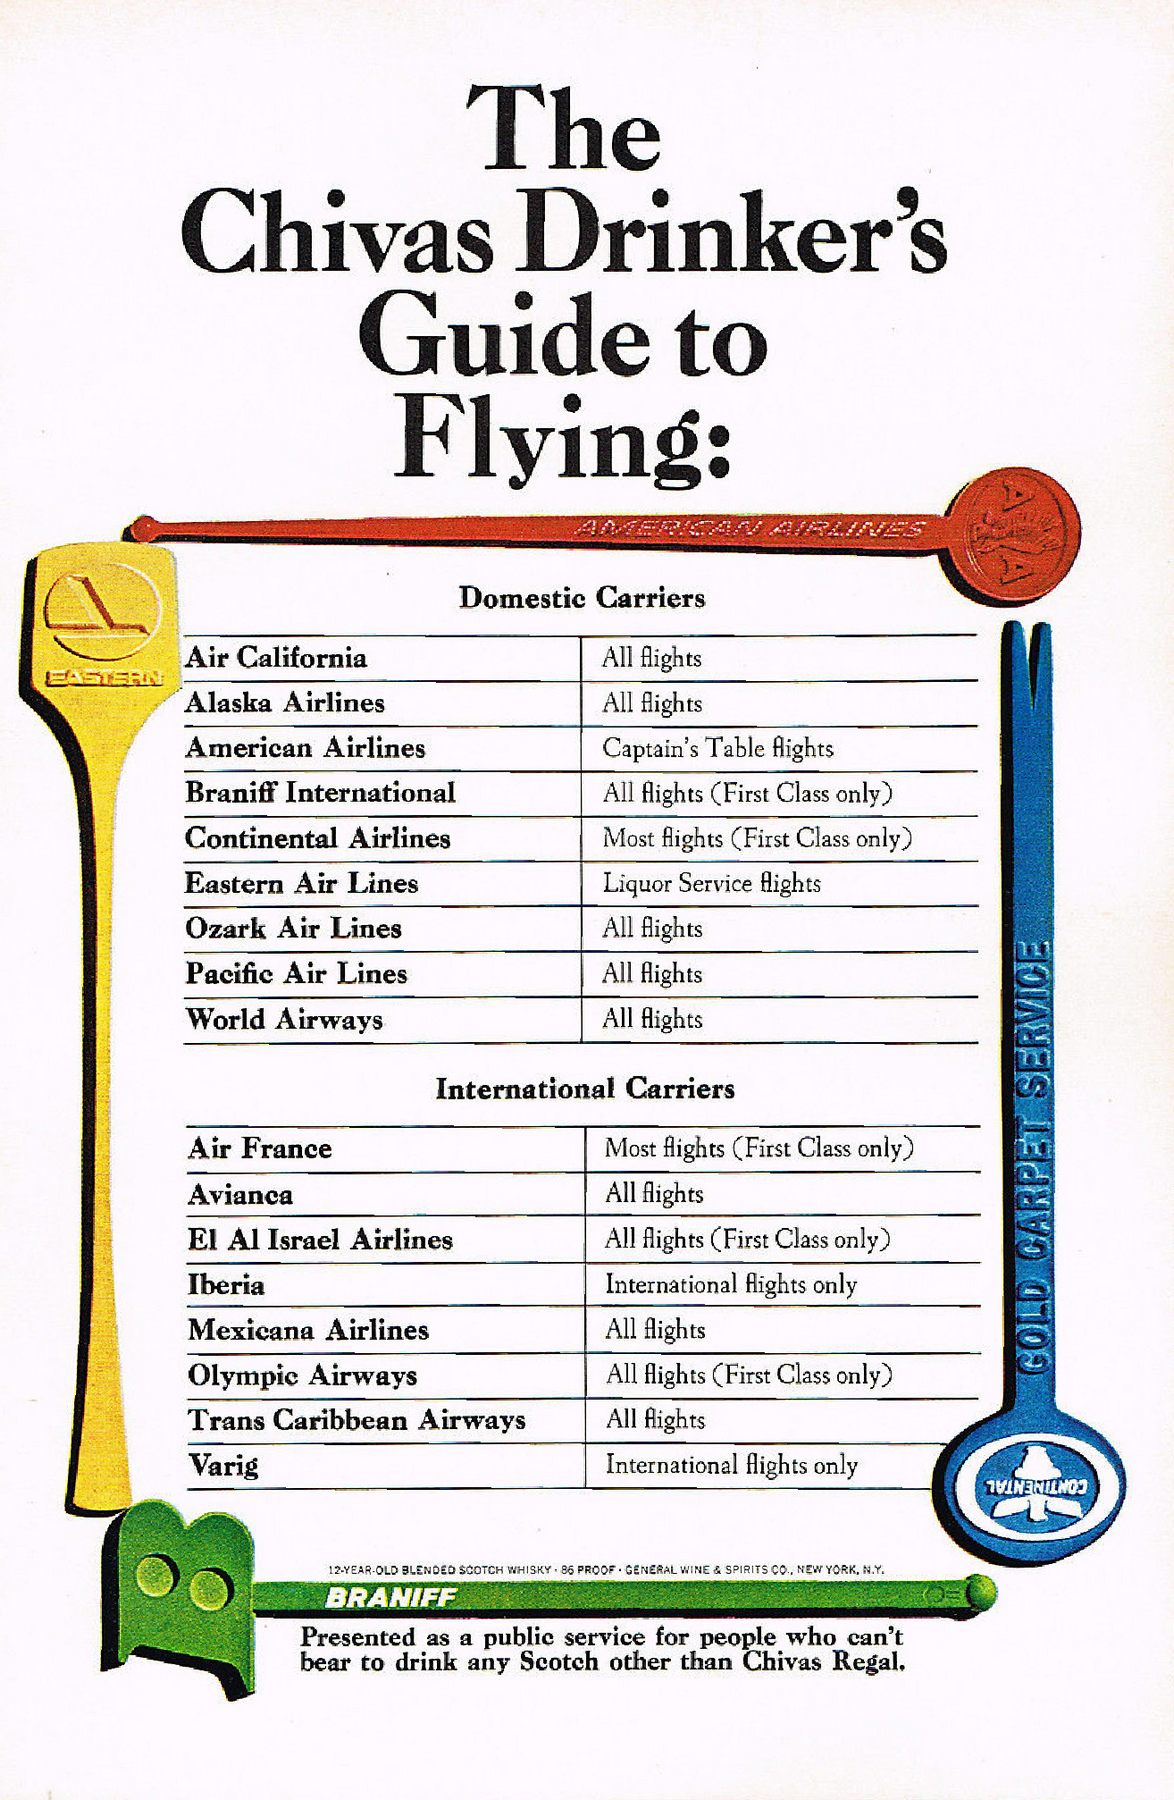 The
Chivas Drinker's
Guide to
Flying:
AMERICAN AIRLINES
AA
EASTERN
Domestic Carriers
Air California All flights
Alaska Airlines All flights
American Airlines Captain's Table flights
Braniff International All flights (First Class only)
Continental Airlines Most flights (First Class only)
Eastern Air Lines Liquor Service flights
Ozark Air Lines All flights
Pacific Air Lines All flights
World Airways All flights
GOLD CARPET SERVICE
International Carriers
Air France Most flights (First Class only)
Avianca All flights
El Al Israel Airlines All flights (First Class only)
Iberia International flights only
Mexicana Airlines All flights
Olympic Airways All flights (First Class only)
Trans Caribbean Airways All flights
Varig International flights only
CONTINENTAL
12-YEAR-OLD BLENDED SCOTCH WHISKY • 86 PROOF • GENERAL WINE & SPIRITS CO., NEW YORK, N.Y.
BRANIFF
Presented as a public service for people who can't
bear to drink any Scotch other than Chivas Regal.